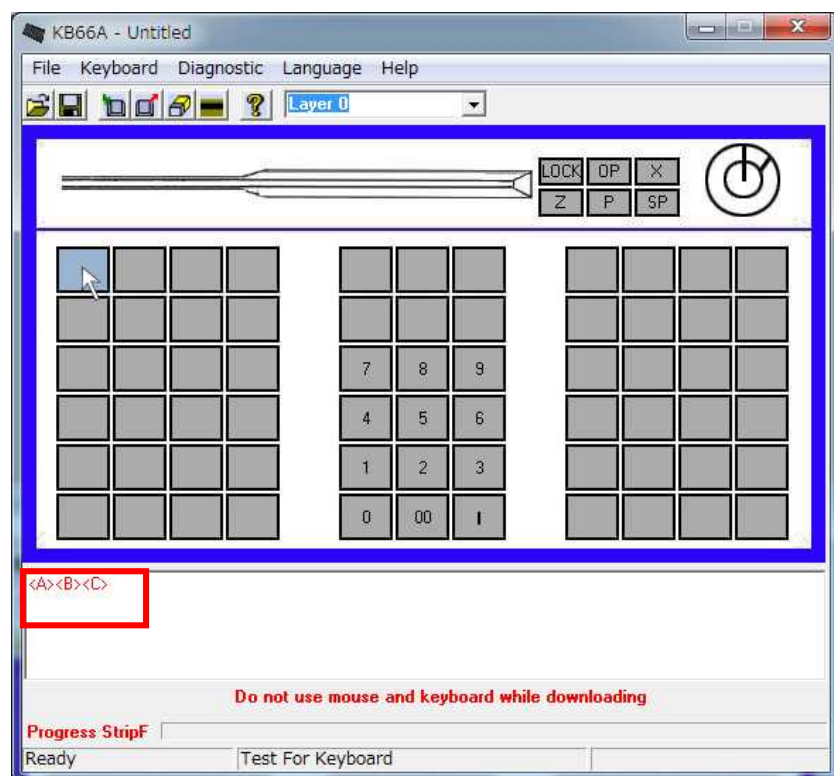 KB66A - Untitled
File Keyboard Diagnostic Language Help
Layer 0
LOCK OP X
Z P SP
7 8 9
4 5 6
1 2 3
0 00 .
<A><B><C>
Do not use mouse and keyboard while downloading
Progress StripF
Ready Test For Keyboard